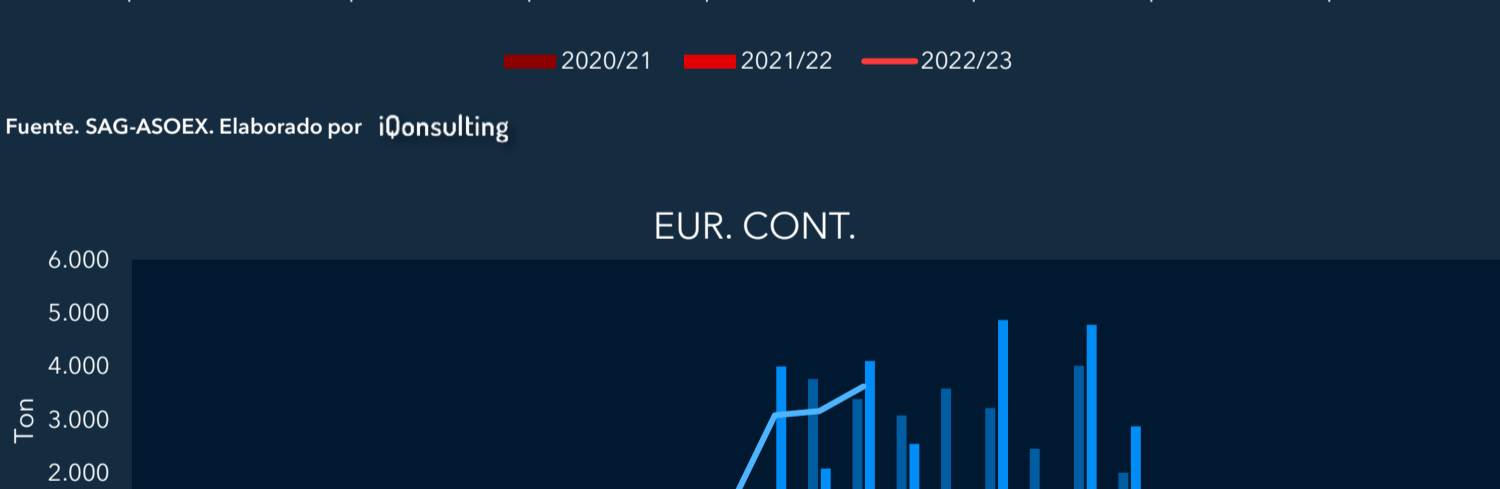 2020/21 2021/22 2022/23
Fuente. SAG-ASOEX. Elaborado por iQonsulting
EUR. CONT.
6.000
5.000
4.000
Ton
3.000
2.000